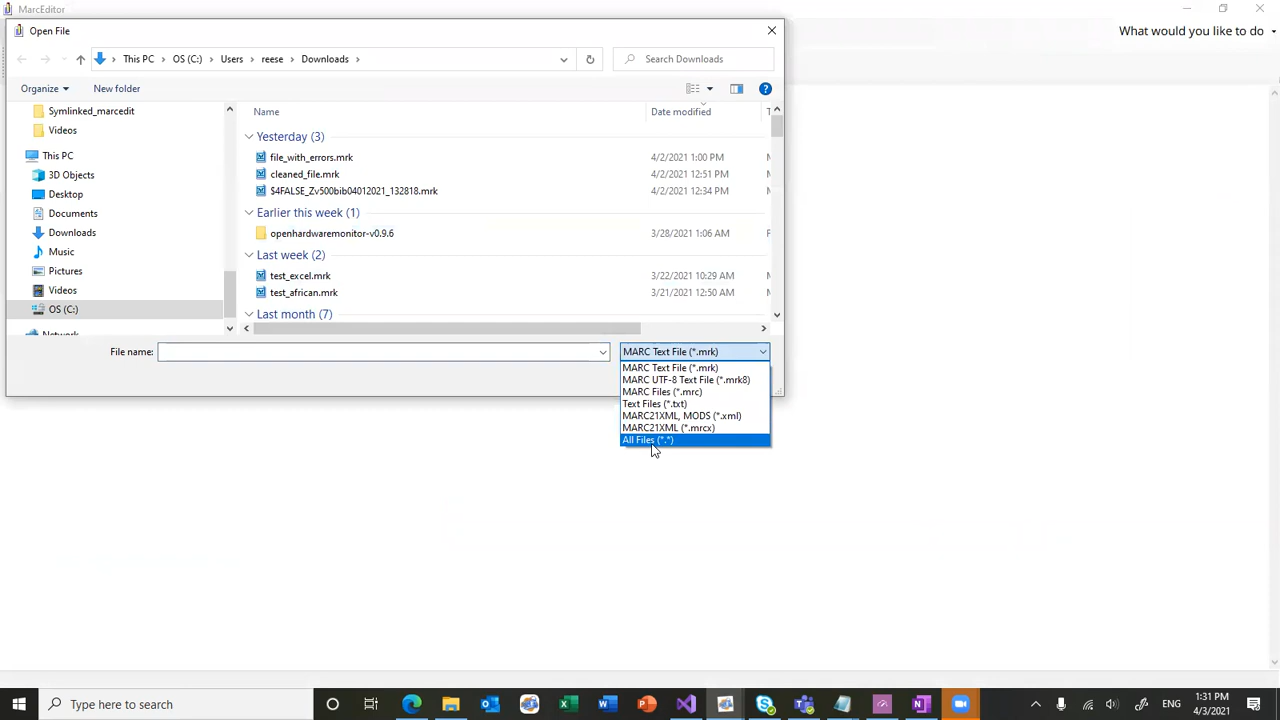 MarcEditor
Open File
What would you like to do
This PC
OS (C:)
Users
reese
Downloads
Search Downloads
Organize
New folder
Symlinked_marcedit
Videos
This PC
3D Objects
Desktop
Documents
Downloads
Music
Pictures
Videos
OS (C:)
Name
Date modified
Yesterday (3)
file_with_errors.mrk 4/2/2021 1:00 PM
cleaned_file.mrk 4/2/2021 12:51 PM
$4FALSE_Zv500bib04012021_132818.mrk 4/2/2021 12:34 PM
Earlier this week (1)
openhardwaremonitor-v0.9.6 3/28/2021 1:06 AM
Last week (2)
test_excel.mrk 3/22/2021 10:29 AM
test_african.mrk 3/21/2021 12:50 AM
Last month (7)
File name:
MARC Text File (*.mrk)
MARC Text File (*.mrk)
MARC UTF-8 Text File (*.mrk8)
MARC Files (*.mrc)
Text Files (*.txt)
MARC21XML, MODS (*.xml)
MARC21XML (*.mrcx)
All Files (*.*)
Type here to search
ENG
1:31 PM
4/3/2021